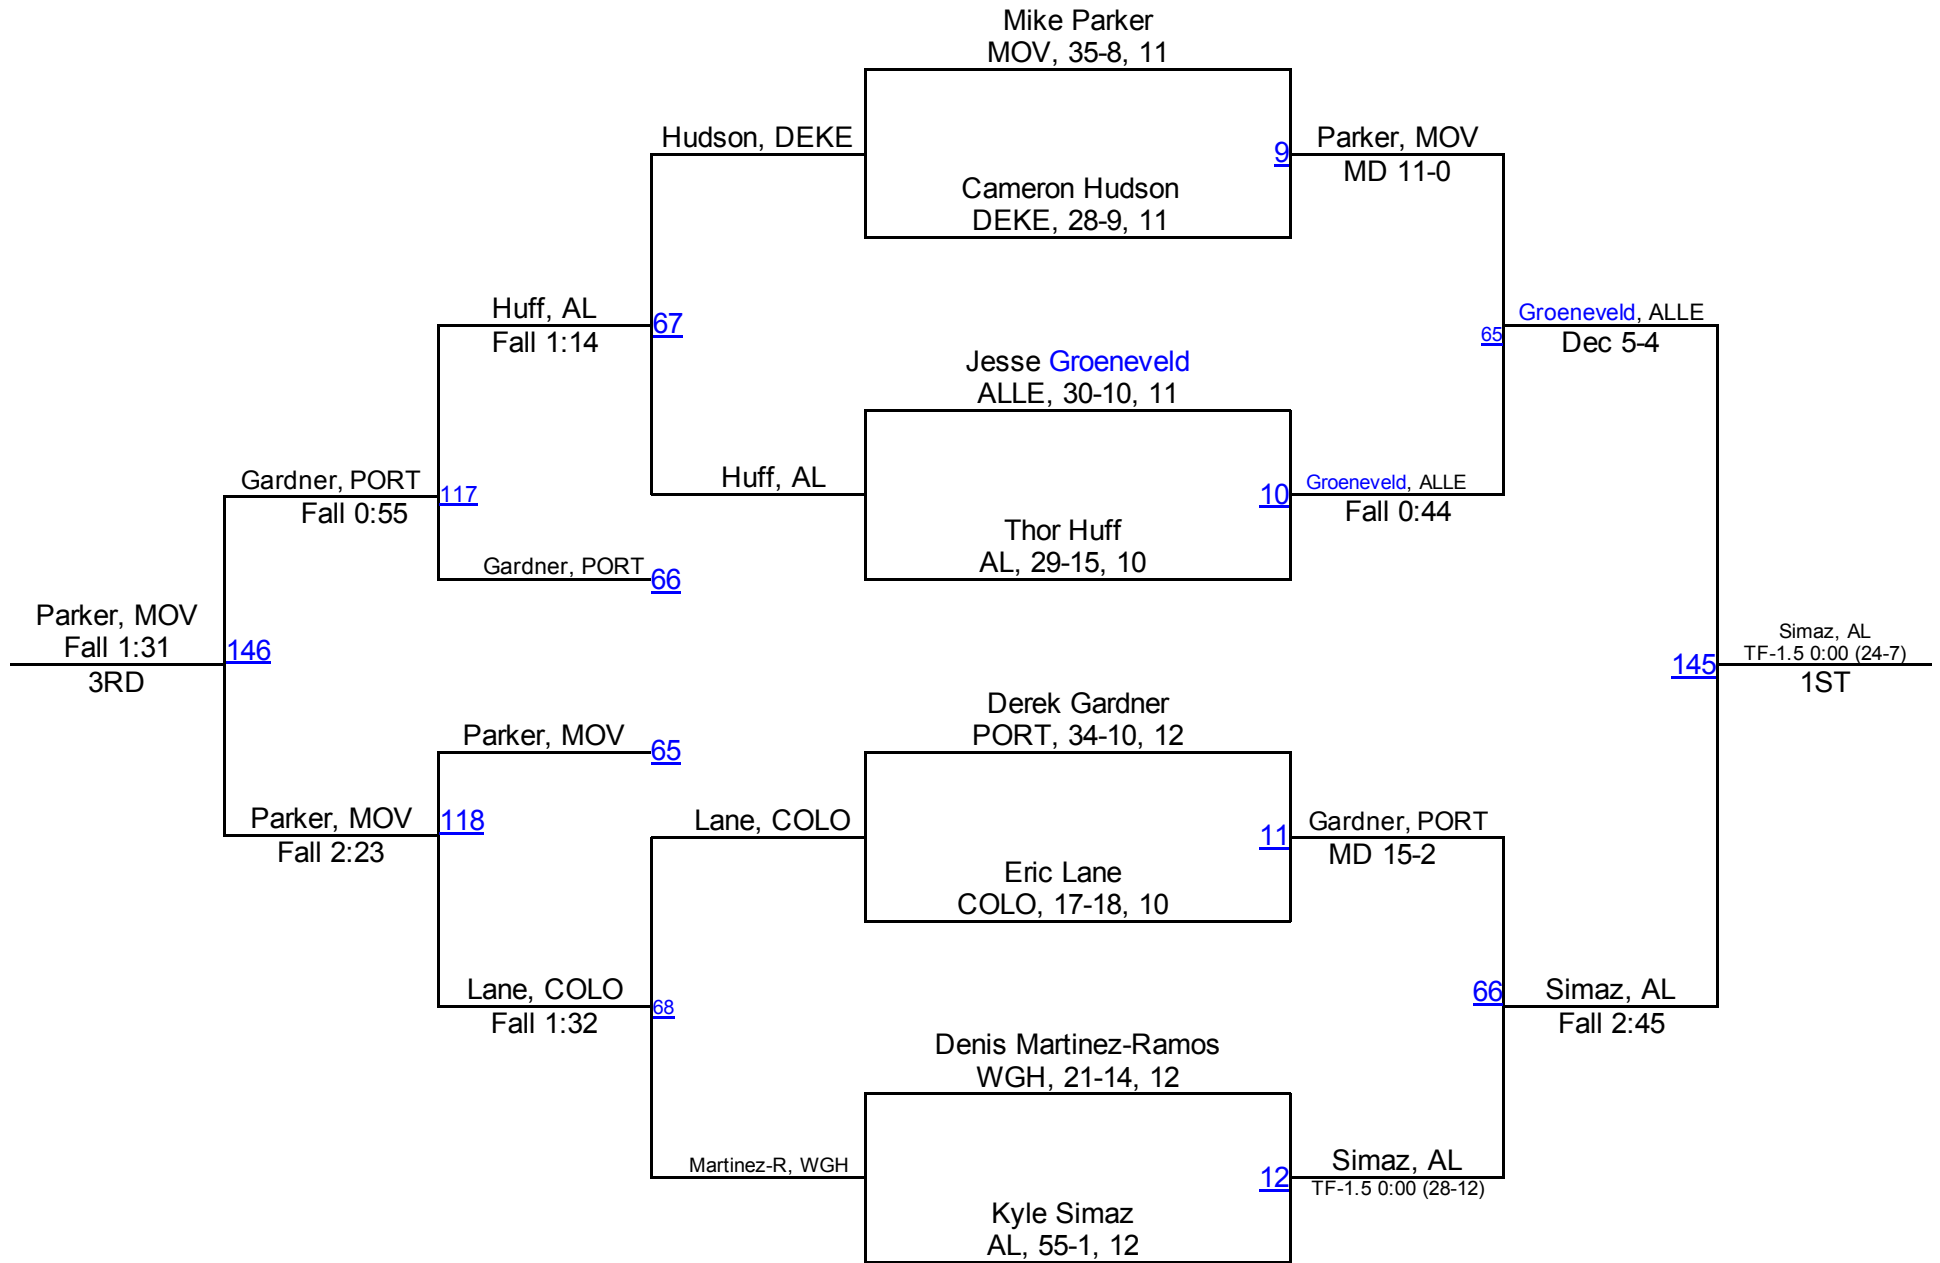 Mike Parker
MOV, 35-8, 11
Hudson, DEKE
9
Parker, MOV
MD 11-0
Cameron Hudson
DEKE, 28-9, 11
Huff, AL
Fall 1:14
67
Groeneveld, ALLE
Dec 5-4
65
Jesse Groeneveld
ALLE, 30-10, 11
Gardner, PORT
Fall 0:55
117
Huff, AL
10
Groeneveld, ALLE
Fall 0:44
Thor Huff
AL, 29-15, 10
Gardner, PORT
66
Parker, MOV
Fall 1:31
3RD
146
145
Simaz, AL
TF-1.5 0:00 (24-7)
1ST
Derek Gardner
PORT, 34-10, 12
Parker, MOV
65
Parker, MOV
Fall 2:23
118
Lane, COLO
11
Gardner, PORT
MD 15-2
Eric Lane
COLO, 17-18, 10
Lane, COLO
Fall 1:32
68
66
Simaz, AL
Fall 2:45
Denis Martinez-Ramos
WGH, 21-14, 12
Martinez-R, WGH
12
Simaz, AL
TF-1.5 0:00 (28-12)
Kyle Simaz
AL, 55-1, 12